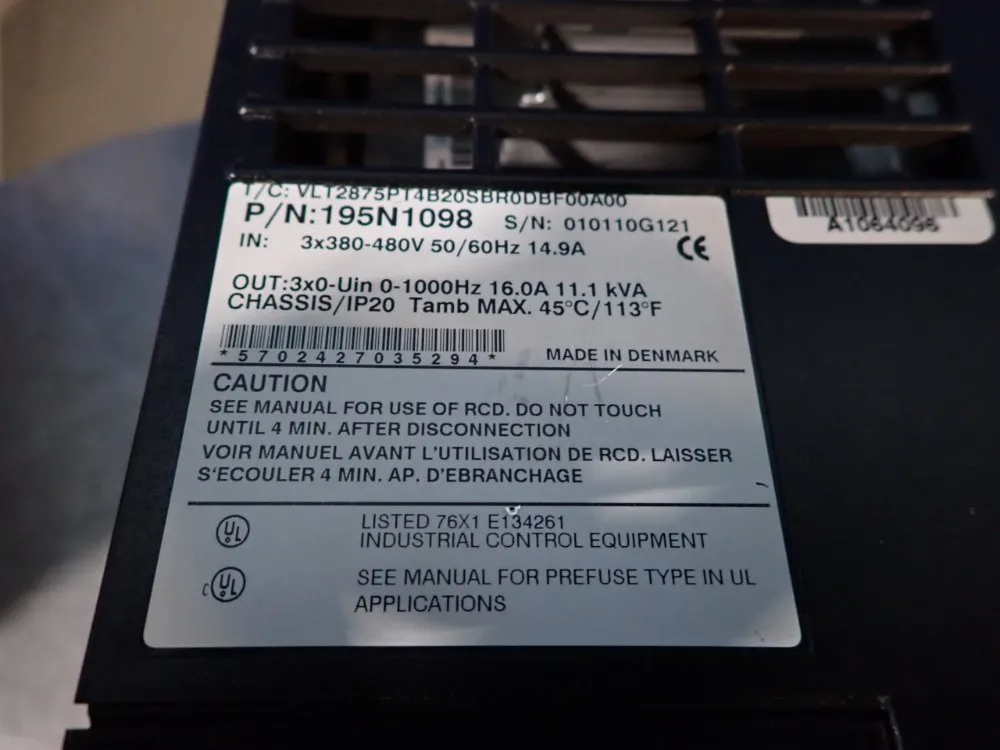 T/C: VLT2875PT4B20SBR0DBF00A00
P/N:195N1098 S/N: 010110G121
IN: 3x380-480V 50/60Hz 14.9A
CE
OUT:3x0-Uin 0-1000Hz 16.0A 11.1 kVA
CHASSIS/IP20 Tamb MAX. 45°C/113°F
*5702427035294*
MADE IN DENMARK
CAUTION
SEE MANUAL FOR USE OF RCD. DO NOT TOUCH
UNTIL 4 MIN. AFTER DISCONNECTION
VOIR MANUEL AVANT L'UTILISATION DE RCD. LAISSER
S'ECOULER 4 MIN. AP. D'EBRANCHAGE
UL
LISTED 76X1 E134261
INDUSTRIAL CONTROL EQUIPMENT
c UL
SEE MANUAL FOR PREFUSE TYPE IN UL
APPLICATIONS
A1064096